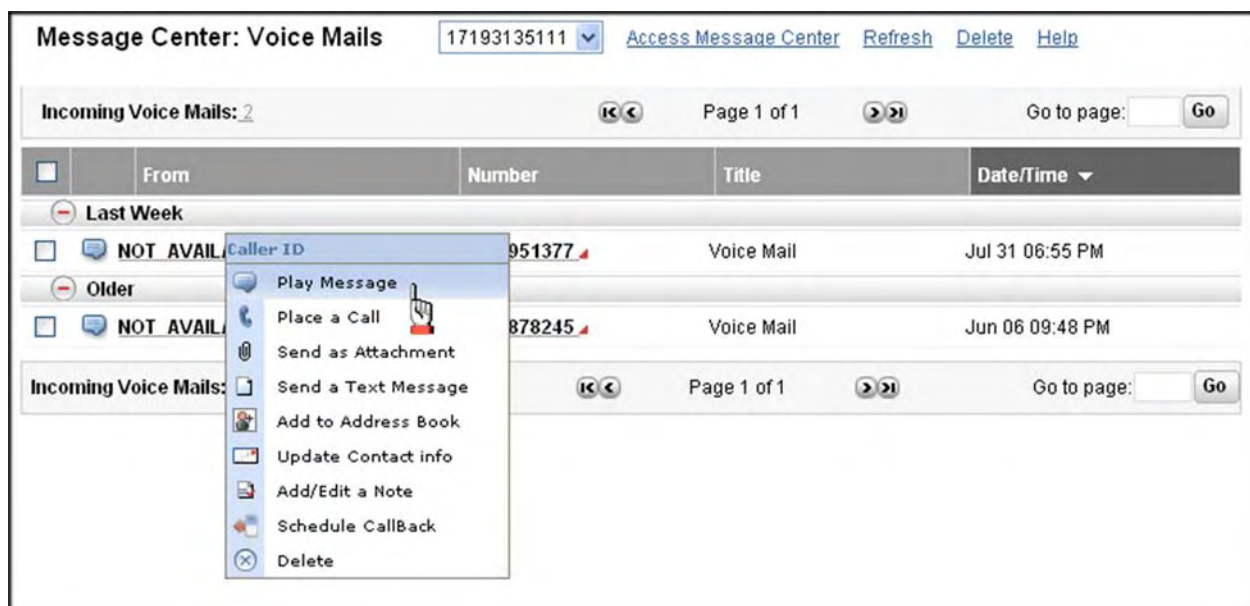 Message Center: Voice Mails 17193135111 Access Message Center Refresh Delete Help
Incoming Voice Mails: 2 Page 1 of 1 Go to page: Go
From Number Title Date/Time
Last Week
NOT AVAIL 951377 Voice Mail Jul 31 06:55 PM
Caller ID
Play Message
Older
Place a Call
NOT AVAIL 878245 Voice Mail Jun 06 09:48 PM
Send as Attachment
Incoming Voice Mails: Page 1 of 1 Go to page: Go
Send a Text Message
Add to Address Book
Update Contact info
Add/Edit a Note
Schedule CallBack
Delete